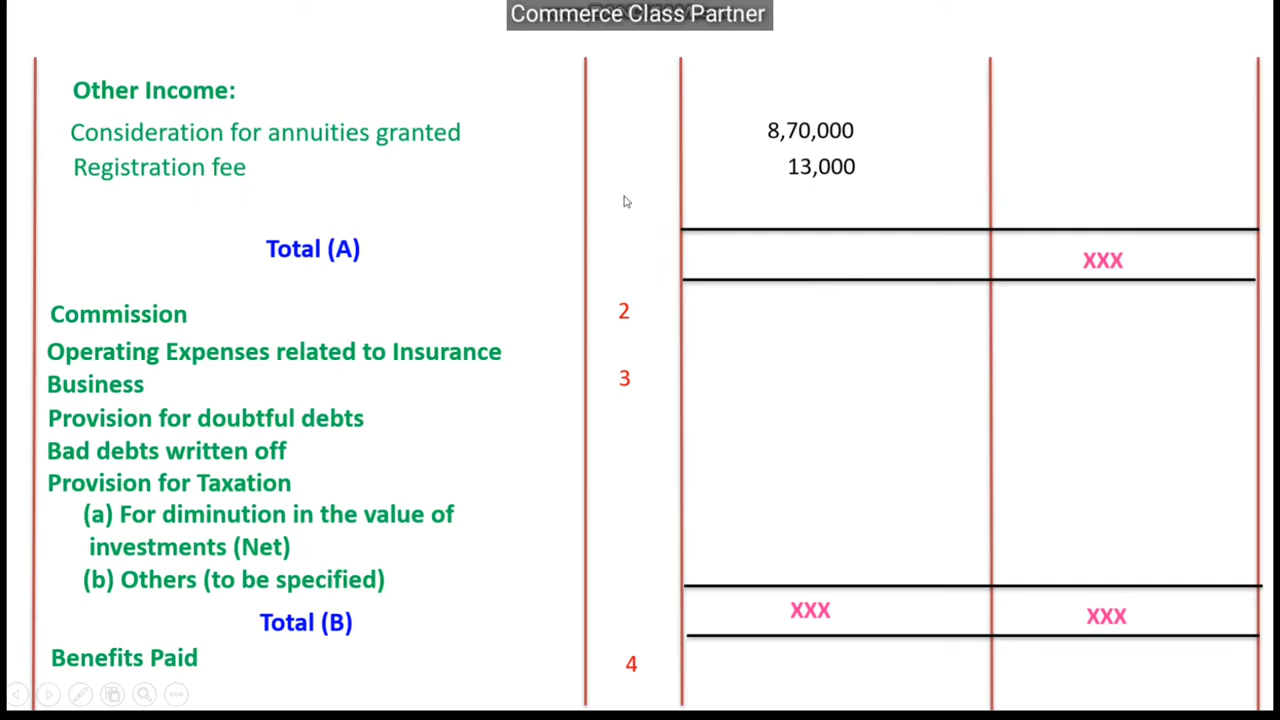 Commerce Class Partner
Other Income:
Consideration for annuities granted 8,70,000
Registration fee 13,000
Total (A) XXX
Commission 2
Operating Expenses related to Insurance
Business 3
Provision for doubtful debts
Bad debts written off
Provision for Taxation
(a) For diminution in the value of
investments (Net)
(b) Others (to be specified)
Total (B) XXX XXX
Benefits Paid 4